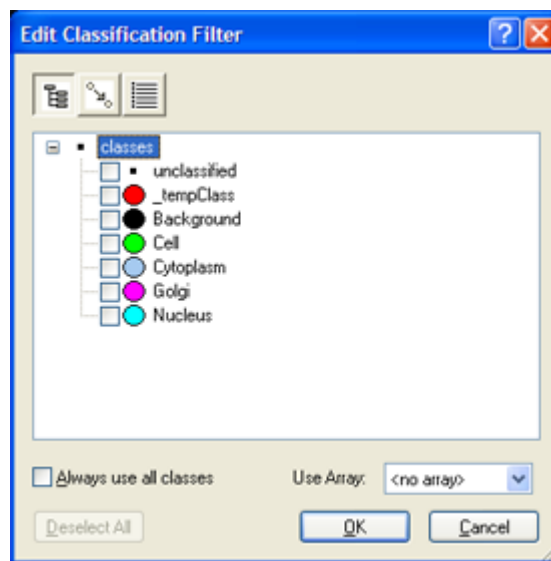 Edit Classification Filter
classes
unclassified
_tempClass
Background
Cell
Cytoplasm
Golgi
Nucleus
Always use all classes Use Array: <no array>
Deselect All OK Cancel